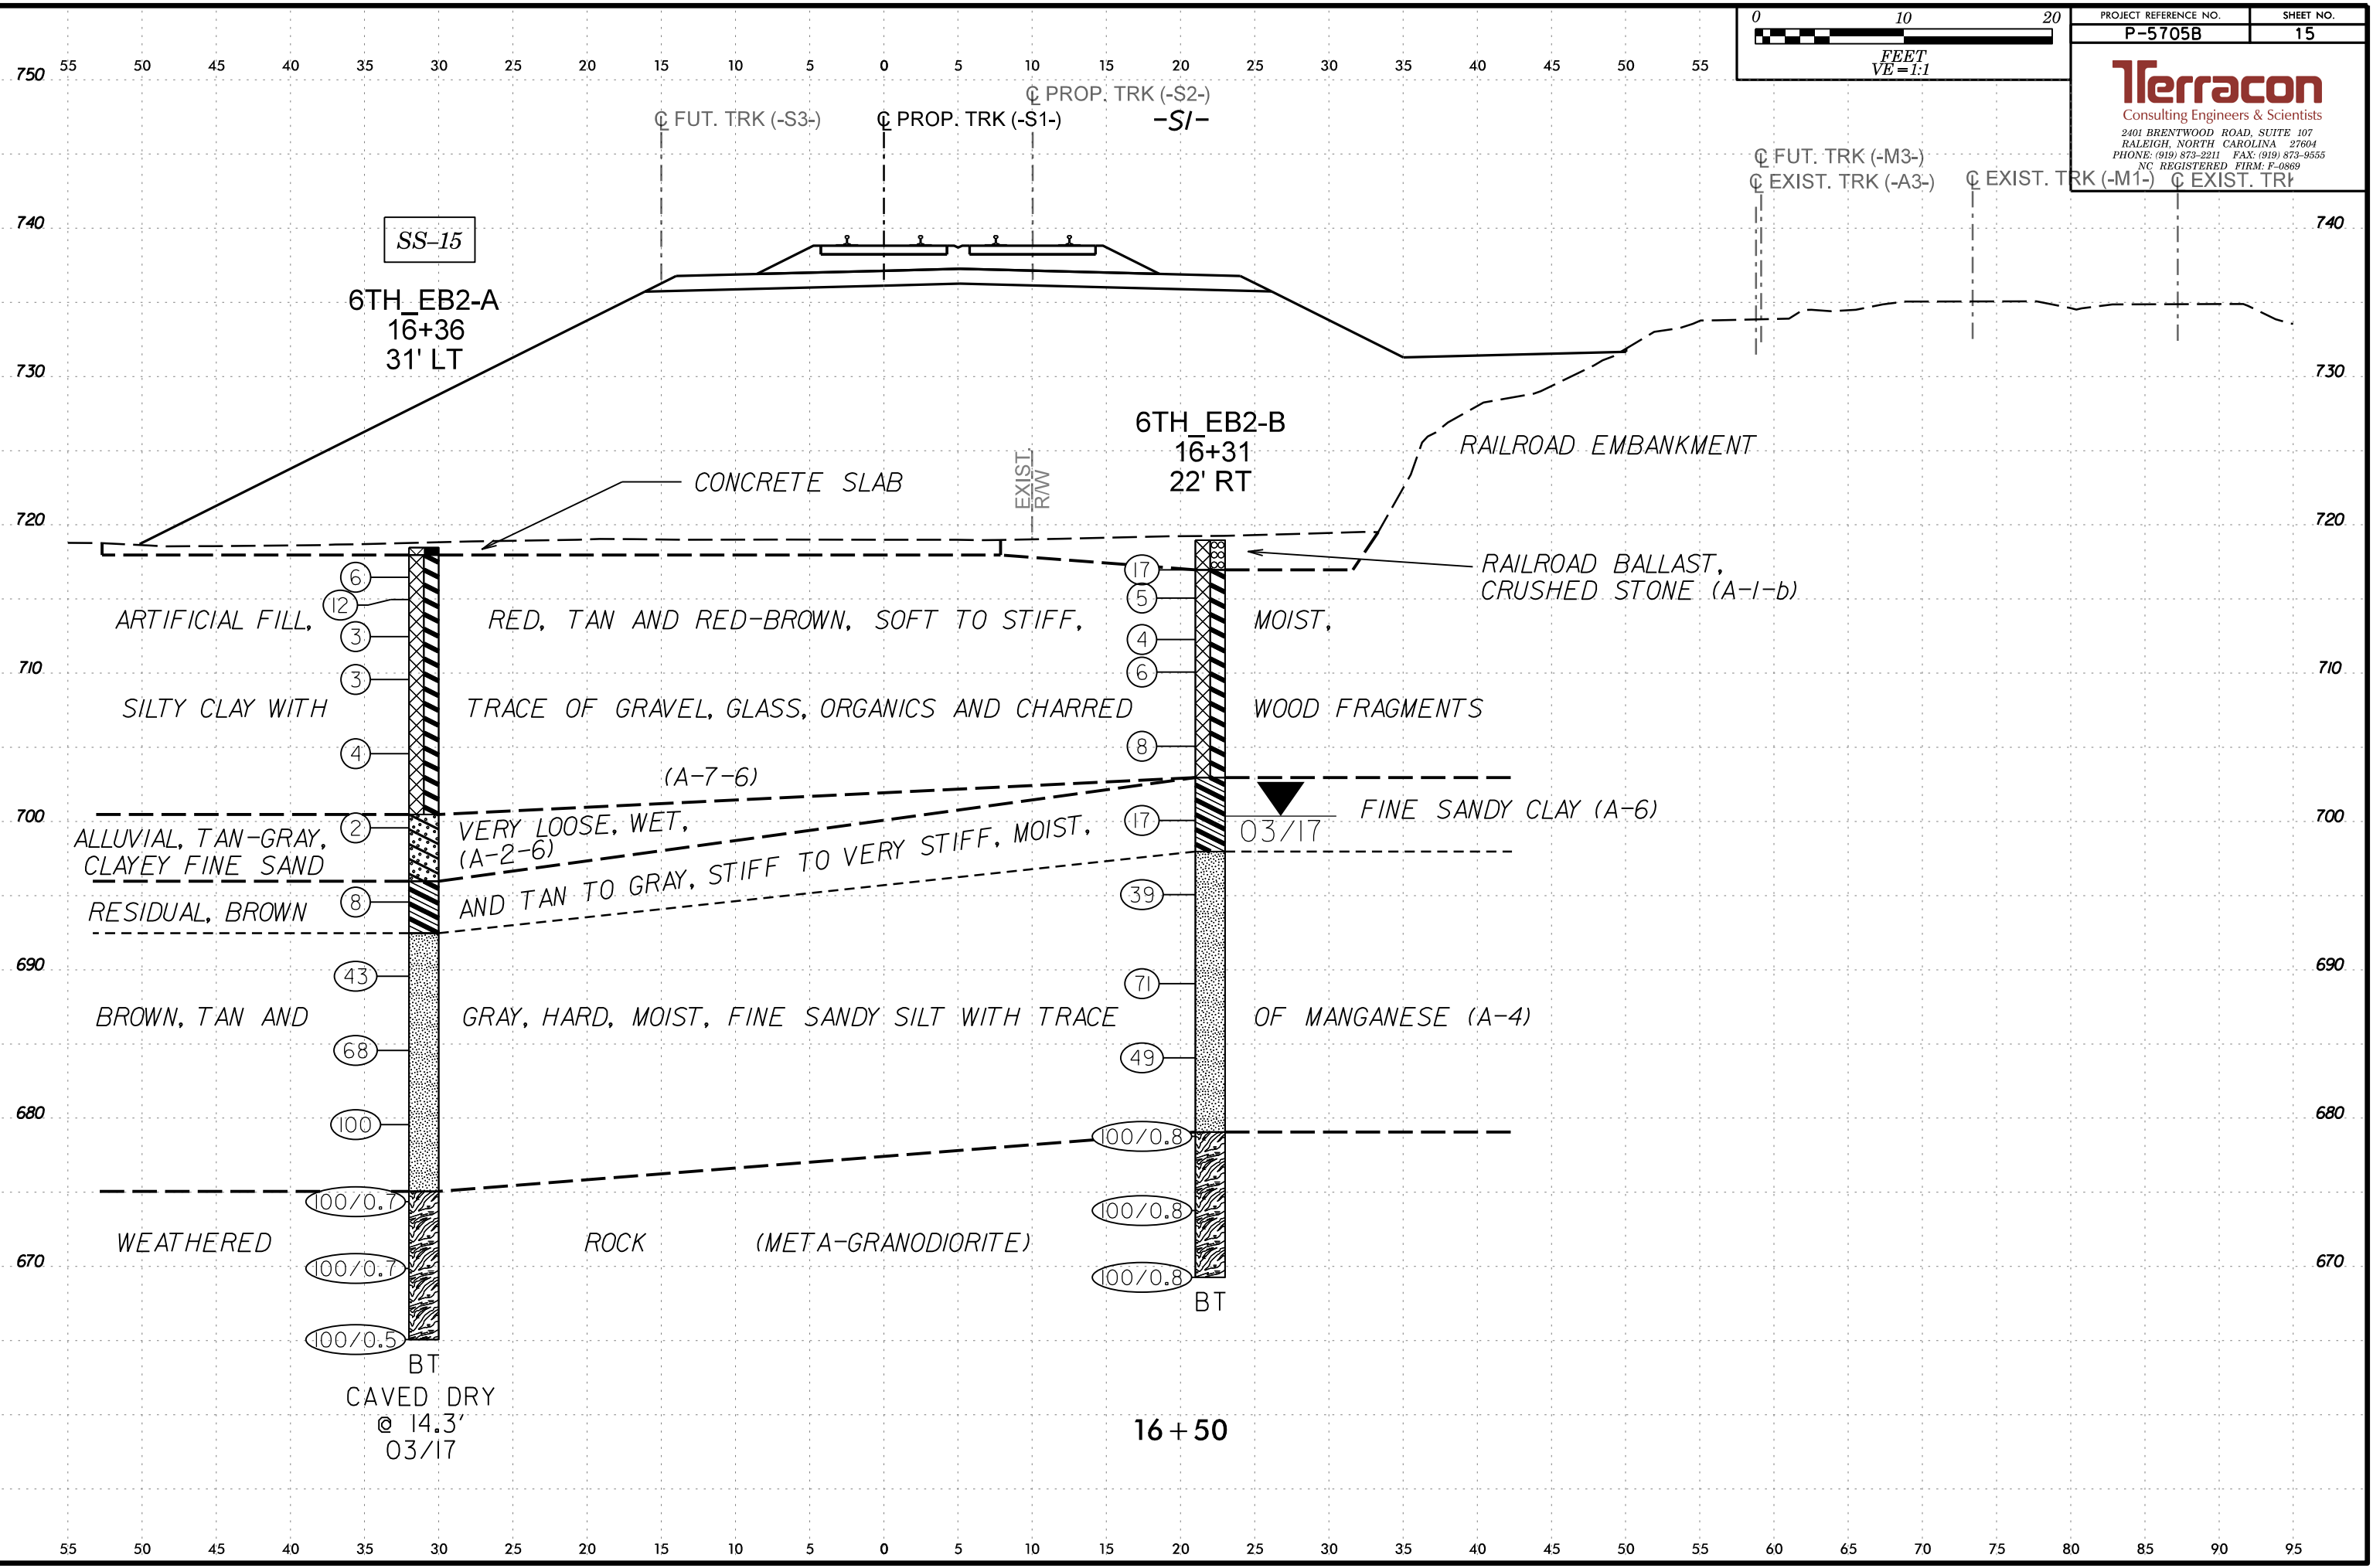 0 10 20
FEET
VE=1:1
PROJECT REFERENCE NO. SHEET NO.
P-5705B 15
Terracon
Consulting Engineers & Scientists
2401 BRENTWOOD ROAD, SUITE 107
RALEIGH, NORTH CAROLINA 27604
PHONE: (919) 873-2211 FAX: (919) 873-9555
NC REGISTERED FIRM: F-0869
55 50 45 40 35 30 25 20 15 10 5 0 5 10 15 20 25 30 35 40 45 50 55
750
℄ PROP. TRK (-S2-)
℄ FUT. TRK (-S3-) ℄ PROP. TRK (-S1-) -S1-
℄ FUT. TRK (-M3-)
℄ EXIST. TRK (-A3-) ℄ EXIST. TRK (-M1-) ℄ EXIST. TRK
740 740
SS-15
6TH_EB2-A
16+36
31' LT
730 730
6TH_EB2-B
16+31
22' RT
RAILROAD EMBANKMENT
CONCRETE SLAB
EXIST.
R/W
720 720
RAILROAD BALLAST,
CRUSHED STONE (A-1-b)
6 17
12 5
ARTIFICIAL FILL, RED, TAN AND RED-BROWN, SOFT TO STIFF, MOIST,
3 4
710 710
3 6
SILTY CLAY WITH TRACE OF GRAVEL, GLASS, ORGANICS AND CHARRED WOOD FRAGMENTS
4 8
(A-7-6)
700 700
FINE SANDY CLAY (A-6)
2 17
03/17
ALLUVIAL, TAN-GRAY, VERY LOOSE, WET,
CLAYEY FINE SAND (A-2-6)
RESIDUAL, BROWN AND TAN TO GRAY, STIFF TO VERY STIFF, MOIST,
8 39
690 690
43 71
BROWN, TAN AND GRAY, HARD, MOIST, FINE SANDY SILT WITH TRACE OF MANGANESE (A-4)
68 49
680 680
100 100/0.8
100/0.7 100/0.8
WEATHERED ROCK (META-GRANODIORITE)
670 670
100/0.7 100/0.8
BT
100/0.5
BT
CAVED DRY
@ 14.3'
03/17
16+50
55 50 45 40 35 30 25 20 15 10 5 0 5 10 15 20 25 30 35 40 45 50 55 60 65 70 75 80 85 90 95